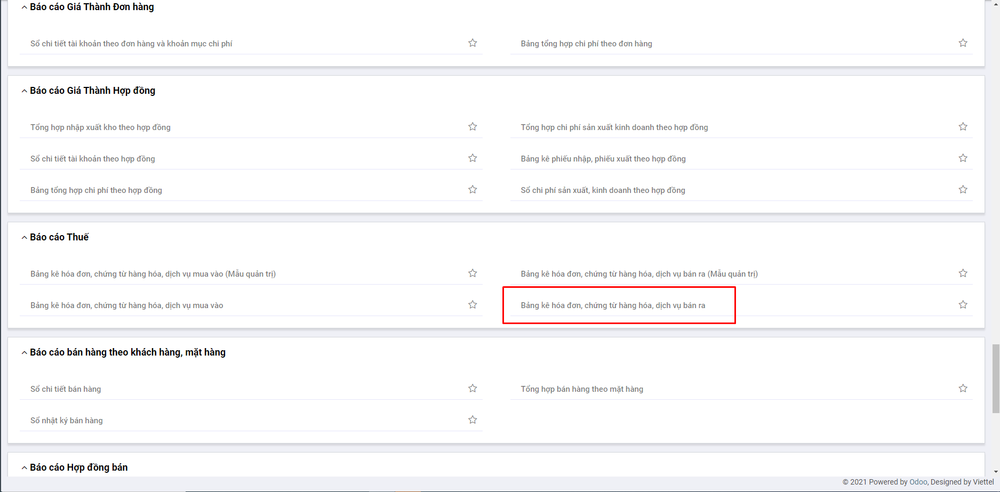 Báo cáo Giá Thành Đơn hàng
Sổ chi tiết tài khoản theo đơn hàng và khoản mục chi phí
Bảng tổng hợp chi phí theo đơn hàng
Báo cáo Giá Thành Hợp đồng
Tổng hợp nhập xuất kho theo hợp đồng
Tổng hợp chi phí sản xuất kinh doanh theo hợp đồng
Sổ chi tiết tài khoản theo hợp đồng
Bảng kê phiếu nhập, phiếu xuất theo hợp đồng
Bảng tổng hợp chi phí theo hợp đồng
Sổ chi phí sản xuất, kinh doanh theo hợp đồng
Báo cáo Thuế
Bảng kê hóa đơn, chứng từ hàng hóa, dịch vụ mua vào (Mẫu quản trị)
Bảng kê hóa đơn, chứng từ hàng hóa, dịch vụ bán ra (Mẫu quản trị)
Bảng kê hóa đơn, chứng từ hàng hóa, dịch vụ mua vào
Bảng kê hóa đơn, chứng từ hàng hóa, dịch vụ bán ra
Báo cáo bán hàng theo khách hàng, mặt hàng
Sổ chi tiết bán hàng
Tổng hợp bán hàng theo mặt hàng
Sổ nhật ký bán hàng
Báo cáo Hợp đồng bán
© 2021 Powered by Odoo, Designed by Viettel